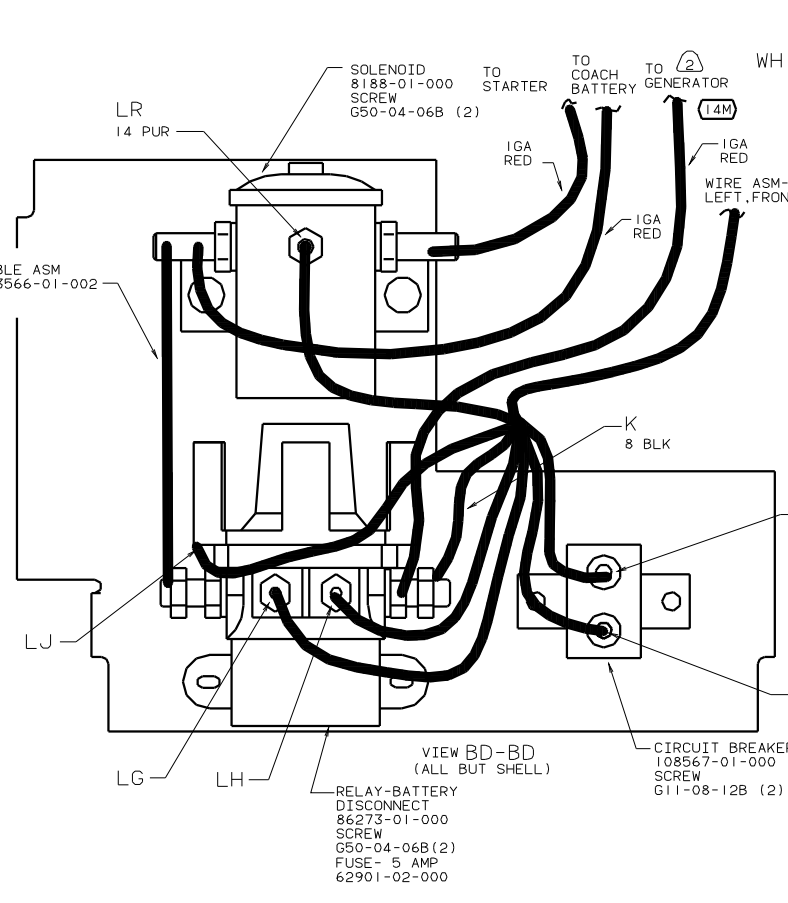 SOLENOID
8188-01-000
SCREW
G50-04-06B (2)
TO
STARTER
TO
COACH
BATTERY
TO 2
GENERATOR
14M
WH
LR
14 PUR
1GA
RED
1GA
RED
1GA
RED
WIRE ASM-
LEFT,FRON
BLE ASM
3566-01-002
K
8 BLK
LJ
LG
LH
VIEW BD-BD
(ALL BUT SHELL)
RELAY-BATTERY
DISCONNECT
86273-01-000
SCREW
G50-04-06B(2)
FUSE- 5 AMP
62901-02-000
CIRCUIT BREAKER
108567-01-000
SCREW
G11-08-12B (2)